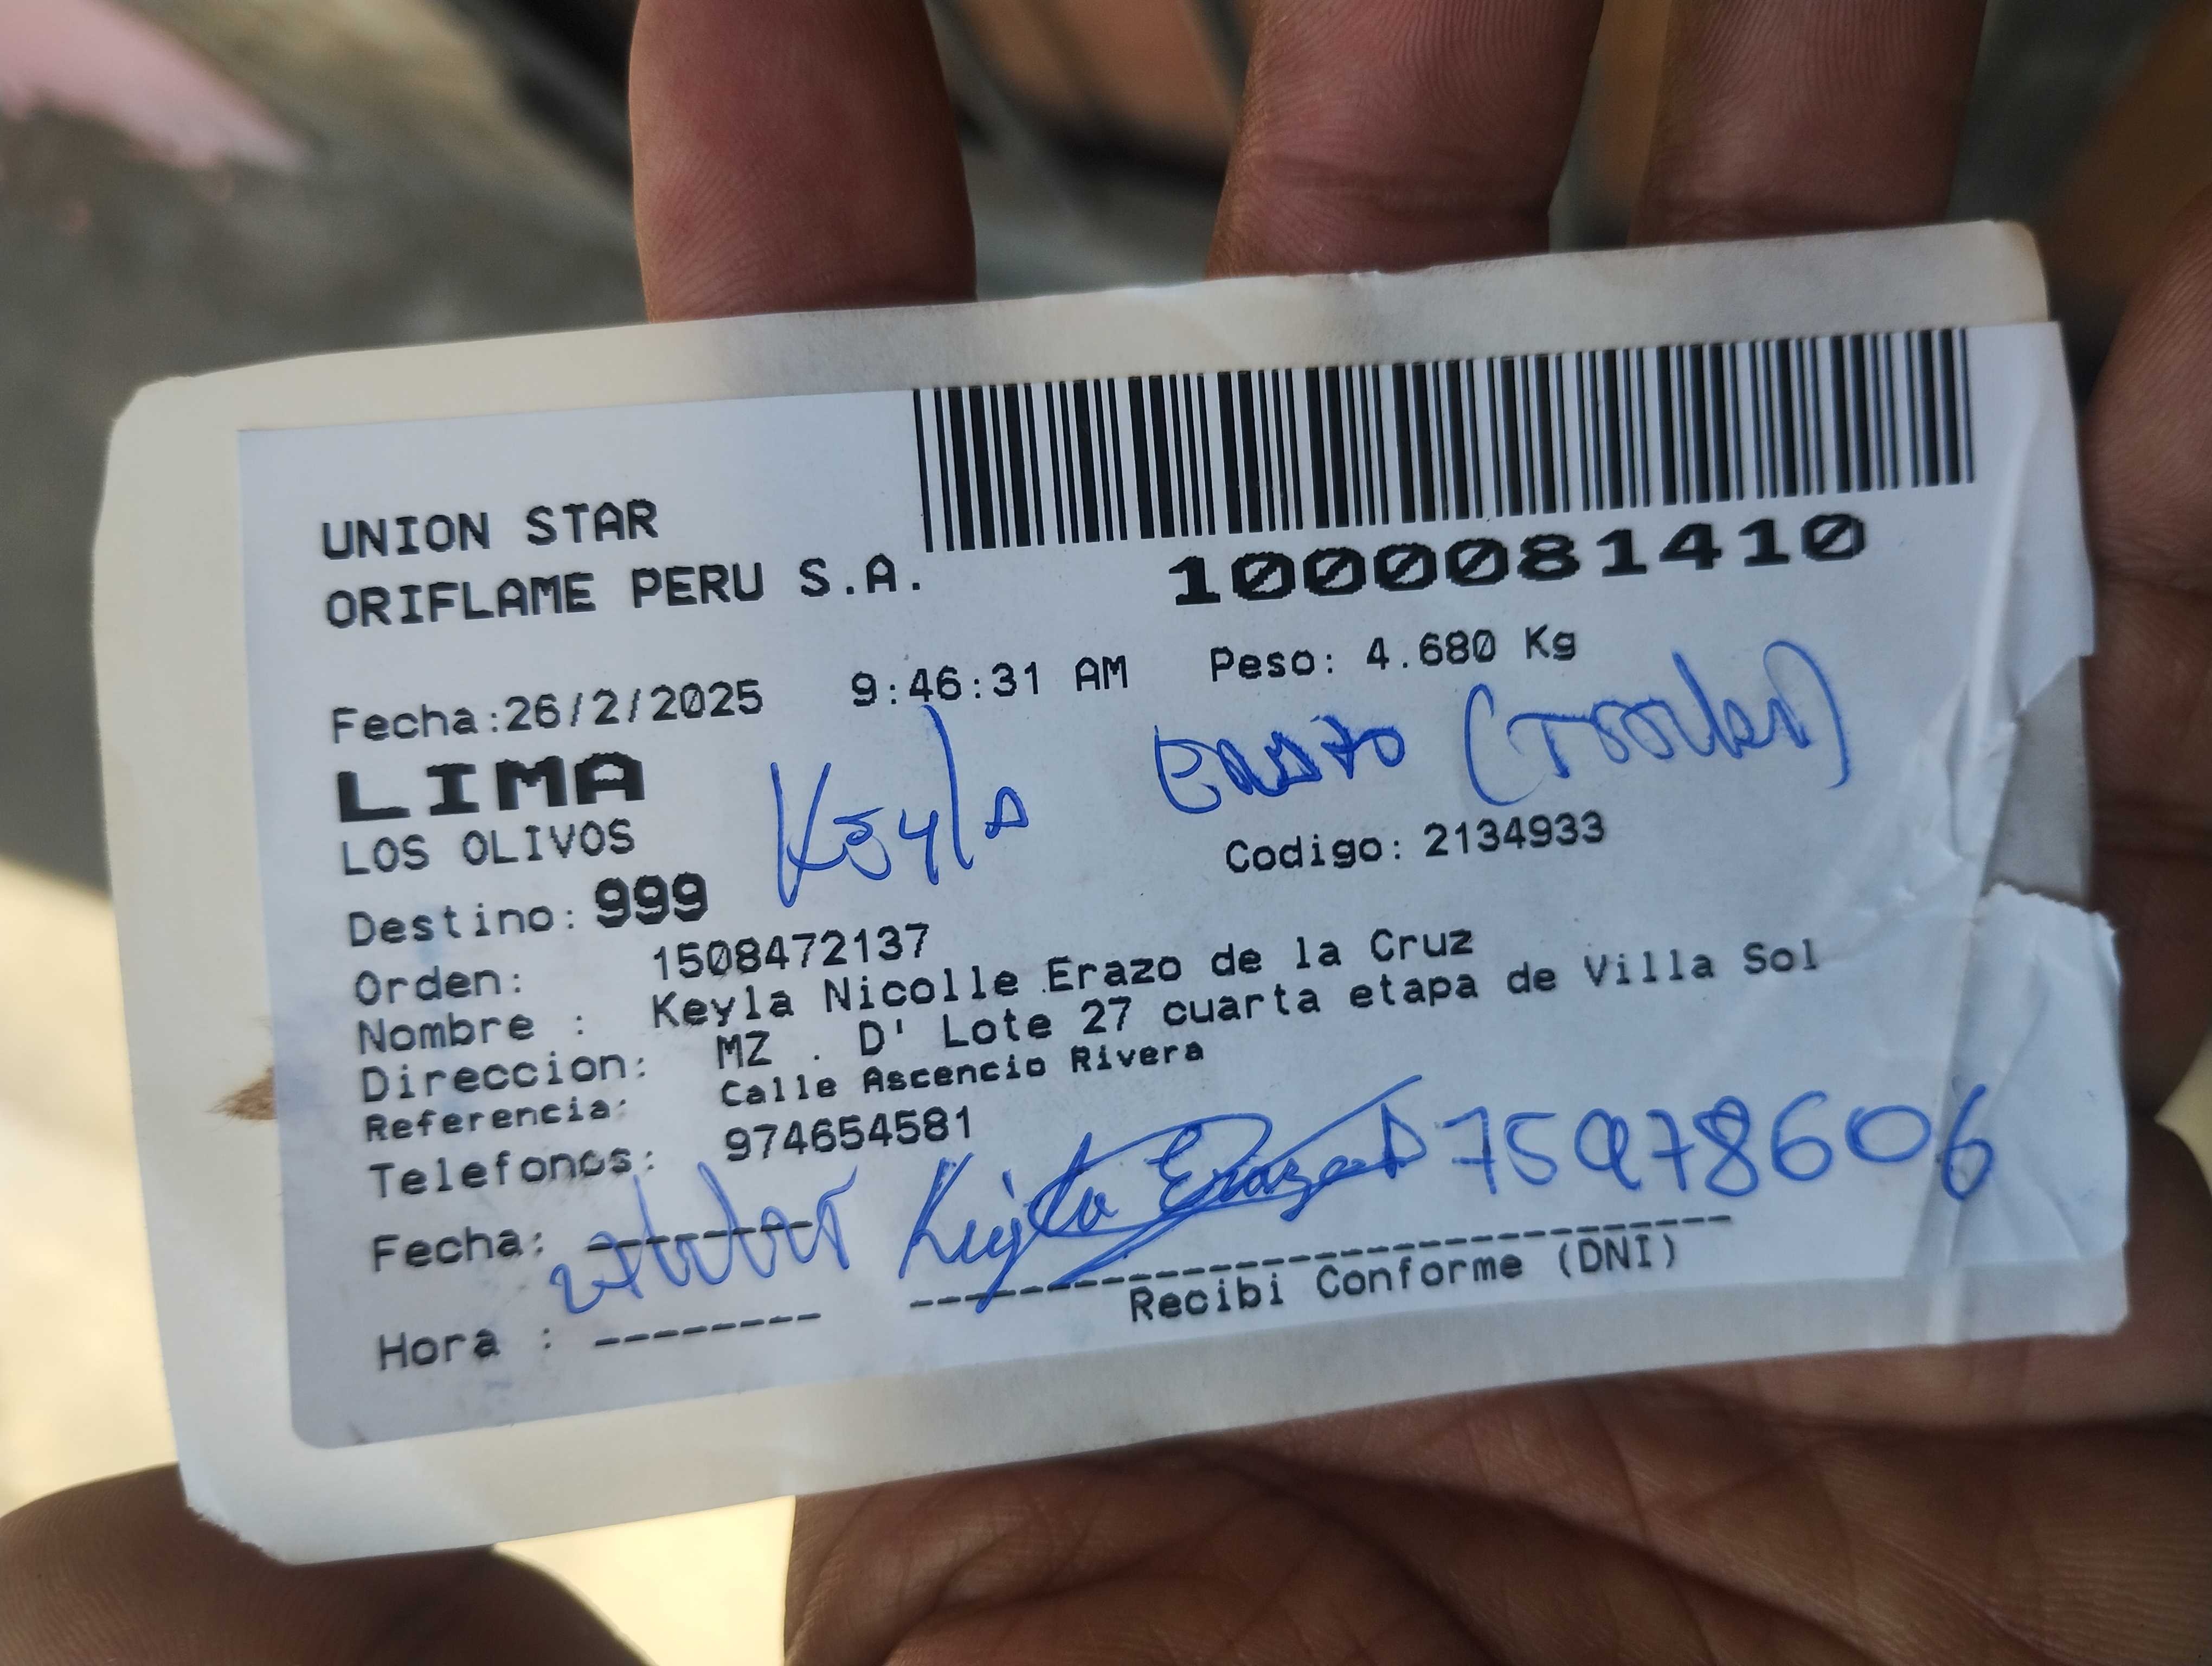 UNION STAR
ORIFLAME PERU S.A.
1000081410
Fecha:26/2/2025 9:46:31 AM Peso: 4.680 Kg
LIMA
Keyla Erazo
LOS OLIVOS
Codigo: 2134933
Destino: 999
Orden: 1508472137
Nombre : Keyla Nicolle Erazo de la Cruz
Direccion: MZ . D' Lote 27 cuarta etapa de Villa Sol
Referencia: Calle Ascencio Rivera
Telefonos: 974654581
Fecha: Keyla Erazo 75978606
Recibi Conforme (DNI)
Hora :